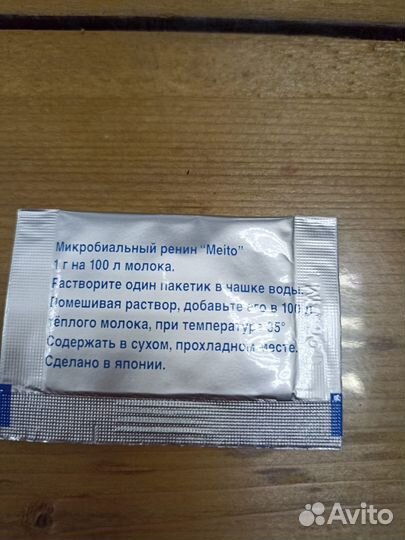 Микробиальный ренин "Meito"
1 г на 100 л молока.
Растворите один пакетик в чашке воды.
Помешивая раствор, добавьте его в 100 л
тёплого молока, при температуре 35°
Содержать в сухом, прохладном месте.
Сделано в японии.
Avito